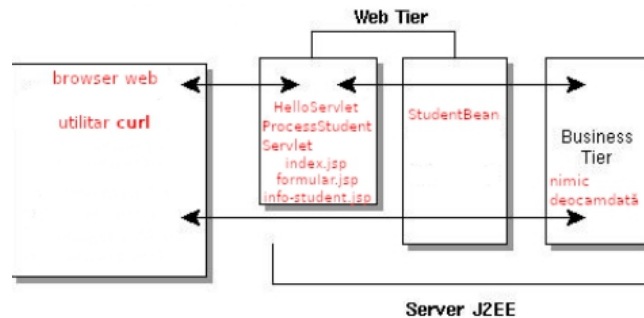 Web Tier
browser web
utilitar curl
HelloServlet
ProcessStudent
Servlet
index.jsp
formular.jsp
info-student.jsp
StudentBean
Business
Tier
nimic
deocamdată
Server J2EE